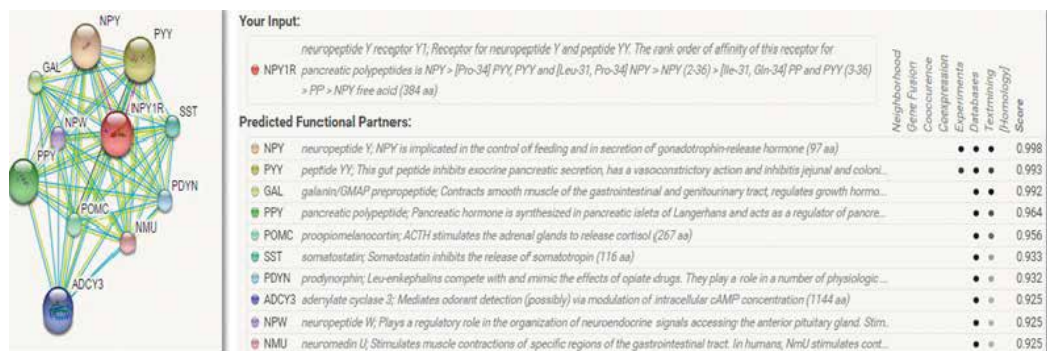 NPY
PYY
GAL
NPY1R
SST
NPW
PPY
PDYN
POMC
NMU
ADCY3
Your Input:
neuropeptide Y receptor Y1; Receptor for neuropeptide Y and peptide YY. The rank order of affinity of this receptor for
NPY1R pancreatic polypeptides is NPY > [Pro-34] PYY, PYY and [Leu-31, Pro-34] NPY > NPY (2-36) > [Ile-31, Gln-34] PP and PYY (3-36)
> PP > NPY free acid (384 aa)
Neighborhood
Gene Fusion
Cooccurence
Coexpression
Experiments
Databases
Textmining
[Homology]
Score
Predicted Functional Partners:
NPY neuropeptide Y; NPY is implicated in the control of feeding and in secretion of gonadotrophin-release hormone (97 aa) 0.998
PYY peptide YY; This gut peptide inhibits exocrine pancreatic secretion, has a vasoconstrictory action and inhibitis jejunal and coloni... 0.993
GAL galanin/GMAP prepropeptide; Contracts smooth muscle of the gastrointestinal and genitourinary tract, regulates growth hormo... 0.992
PPY pancreatic polypeptide; Pancreatic hormone is synthesized in pancreatic islets of Langerhans and acts as a regulator of pancre... 0.964
POMC proopiomelanocortin; ACTH stimulates the adrenal glands to release cortisol (267 aa) 0.956
SST somatostatin; Somatostatin inhibits the release of somatotropin (116 aa) 0.933
PDYN prodynorphin; Leu-enkephalins compete with and mimic the effects of opiate drugs. They play a role in a number of physiologic... 0.932
ADCY3 adenylate cyclase 3; Mediates odorant detection (possibly) via modulation of intracellular cAMP concentration (1144 aa) 0.925
NPW neuropeptide W; Plays a regulatory role in the organization of neuroendocrine signals accessing the anterior pituitary gland. Stim... 0.925
NMU neuromedin U; Stimulates muscle contractions of specific regions of the gastrointestinal tract. In humans, NmU stimulates cont... 0.925